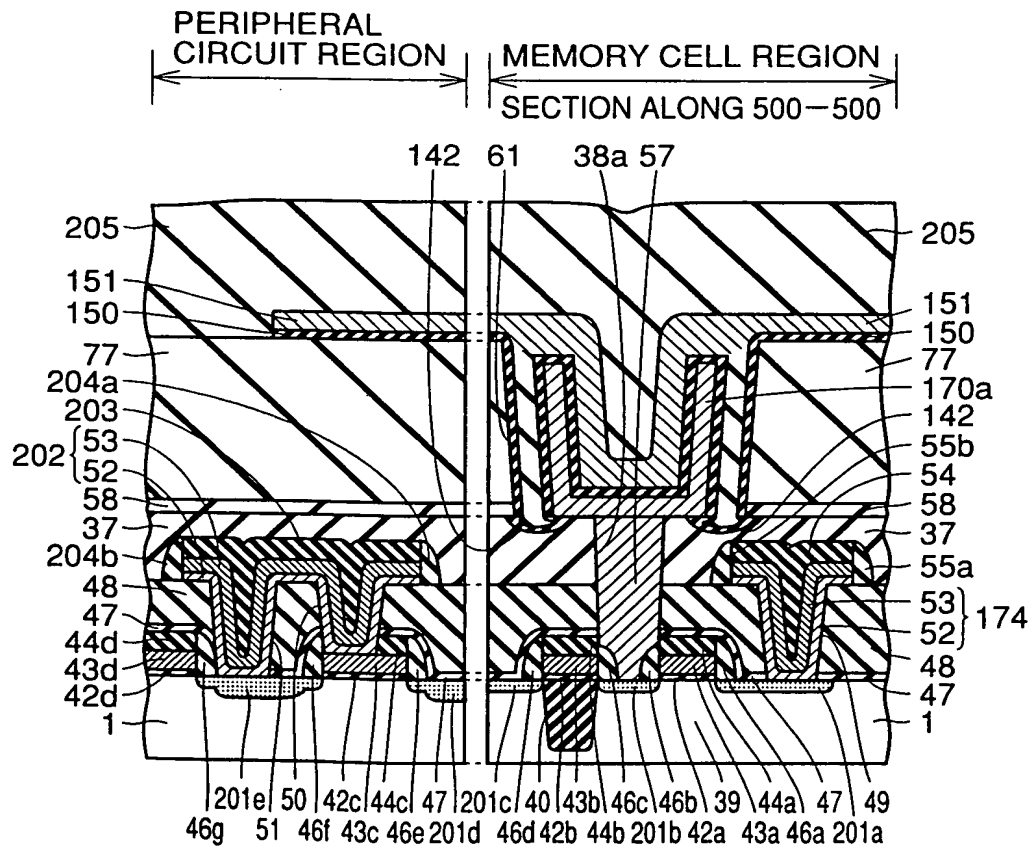 PERIPHERAL
CIRCUIT REGION
MEMORY CELL REGION
SECTION ALONG 500-500
142 61 38a 57
205
151
150
77
204a
203
202 { 53
52
58
37
204b
48
47
44d
43d
42d
1
205
151
150
77
170a
142
55b
54
58
37
55a
53 } 174
52
48
47
1
201e 50 42c 44c 47 201c 40 43b 46c 46b 39 44a 47 49
46g 51 46f 43c 46e 201d 46d 42b 44b 201b 42a 43a 46a 201a